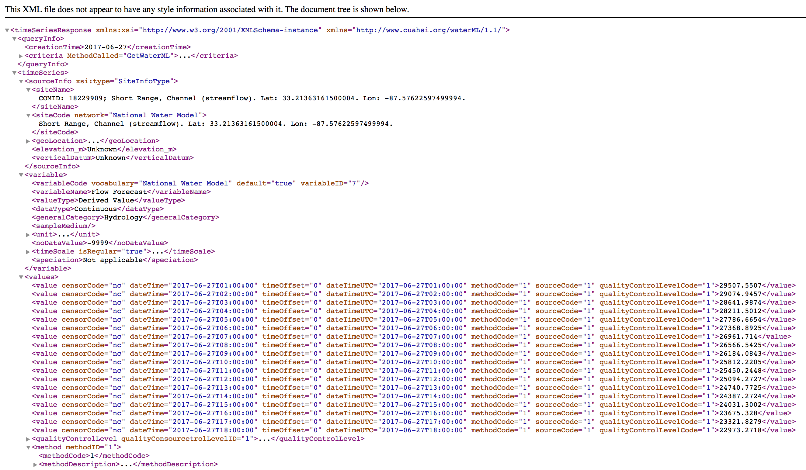 This XML file does not appear to have any style information associated with it. The document tree is shown below.
▼<timeSeriesResponse xmlns:xsi="http://www.w3.org/2001/XMLSchema-instance" xmlns="http://www.cuahsi.org/waterML/1.1/">
▼<queryInfo>
<creationTime>2017-06-27</creationTime>
▶<criteria MethodCalled="GetWaterML">...</criteria>
</queryInfo>
▼<timeSeries>
▼<sourceInfo xsi:type="SiteInfoType">
▼<siteName>
COMID: 18229909; Short Range, Channel (streamflow). Lat: 33.21363161500004. Lon: -87.57622597499994.
</siteName>
▼<siteCode network="National Water Model">
Short Range, Channel (streamflow). Lat: 33.21363161500004. Lon: -87.57622597499994.
</siteCode>
▶<geoLocation>...</geoLocation>
<elevation_m>Unknown</elevation_m>
<verticalDatum>Unknown</verticalDatum>
</sourceInfo>
▼<variable>
<variableCode vocabulary="National Water Model" default="true" variableID="7"/>
<variableName>Flow Forecast</variableName>
<valueType>Derived Value</valueType>
<dataType>Continuous</dataType>
<generalCategory>Hydrology</generalCategory>
<sampleMedium/>
▶<unit>...</unit>
<noDataValue>-9999</noDataValue>
▶<timeScale isRegular="true">...</timeScale>
<speciation>Not applicable</speciation>
</variable>
▼<values>
<value censorCode="nc" dateTime="2017-06-27T01:00:00" timeOffset="0" dateTimeUTC="2017-06-27T01:00:00" methodCode="1" sourceCode="1" qualityControlLevelCode="1">29507.5507</value>
<value censorCode="nc" dateTime="2017-06-27T02:00:00" timeOffset="0" dateTimeUTC="2017-06-27T02:00:00" methodCode="1" sourceCode="1" qualityControlLevelCode="1">29074.9457</value>
<value censorCode="nc" dateTime="2017-06-27T03:00:00" timeOffset="0" dateTimeUTC="2017-06-27T03:00:00" methodCode="1" sourceCode="1" qualityControlLevelCode="1">28641.9874</value>
<value censorCode="nc" dateTime="2017-06-27T04:00:00" timeOffset="0" dateTimeUTC="2017-06-27T04:00:00" methodCode="1" sourceCode="1" qualityControlLevelCode="1">28211.5012</value>
<value censorCode="nc" dateTime="2017-06-27T05:00:00" timeOffset="0" dateTimeUTC="2017-06-27T05:00:00" methodCode="1" sourceCode="1" qualityControlLevelCode="1">27786.6654</value>
<value censorCode="nc" dateTime="2017-06-27T06:00:00" timeOffset="0" dateTimeUTC="2017-06-27T06:00:00" methodCode="1" sourceCode="1" qualityControlLevelCode="1">27368.8925</value>
<value censorCode="nc" dateTime="2017-06-27T07:00:00" timeOffset="0" dateTimeUTC="2017-06-27T07:00:00" methodCode="1" sourceCode="1" qualityControlLevelCode="1">26961.714</value>
<value censorCode="nc" dateTime="2017-06-27T08:00:00" timeOffset="0" dateTimeUTC="2017-06-27T08:00:00" methodCode="1" sourceCode="1" qualityControlLevelCode="1">26566.5425</value>
<value censorCode="nc" dateTime="2017-06-27T09:00:00" timeOffset="0" dateTimeUTC="2017-06-27T09:00:00" methodCode="1" sourceCode="1" qualityControlLevelCode="1">26184.0843</value>
<value censorCode="nc" dateTime="2017-06-27T10:00:00" timeOffset="0" dateTimeUTC="2017-06-27T10:00:00" methodCode="1" sourceCode="1" qualityControlLevelCode="1">25812.2285</value>
<value censorCode="nc" dateTime="2017-06-27T11:00:00" timeOffset="0" dateTimeUTC="2017-06-27T11:00:00" methodCode="1" sourceCode="1" qualityControlLevelCode="1">25450.2448</value>
<value censorCode="nc" dateTime="2017-06-27T12:00:00" timeOffset="0" dateTimeUTC="2017-06-27T12:00:00" methodCode="1" sourceCode="1" qualityControlLevelCode="1">25094.2727</value>
<value censorCode="nc" dateTime="2017-06-27T13:00:00" timeOffset="0" dateTimeUTC="2017-06-27T13:00:00" methodCode="1" sourceCode="1" qualityControlLevelCode="1">24740.7725</value>
<value censorCode="nc" dateTime="2017-06-27T14:00:00" timeOffset="0" dateTimeUTC="2017-06-27T14:00:00" methodCode="1" sourceCode="1" qualityControlLevelCode="1">24387.2724</value>
<value censorCode="nc" dateTime="2017-06-27T15:00:00" timeOffset="0" dateTimeUTC="2017-06-27T15:00:00" methodCode="1" sourceCode="1" qualityControlLevelCode="1">24031.3002</value>
<value censorCode="nc" dateTime="2017-06-27T16:00:00" timeOffset="0" dateTimeUTC="2017-06-27T16:00:00" methodCode="1" sourceCode="1" qualityControlLevelCode="1">23675.328</value>
<value censorCode="nc" dateTime="2017-06-27T17:00:00" timeOffset="0" dateTimeUTC="2017-06-27T17:00:00" methodCode="1" sourceCode="1" qualityControlLevelCode="1">23321.8279</value>
<value censorCode="nc" dateTime="2017-06-27T18:00:00" timeOffset="0" dateTimeUTC="2017-06-27T18:00:00" methodCode="1" sourceCode="1" qualityControlLevelCode="1">22973.2718</value>
▶<qualityControlLevel qualityConsourcetrolLevelID="1">...</qualityControlLevel>
▼<method methodID="1">
<methodCode>1</methodCode>
▶<methodDescription>...</methodDescription>